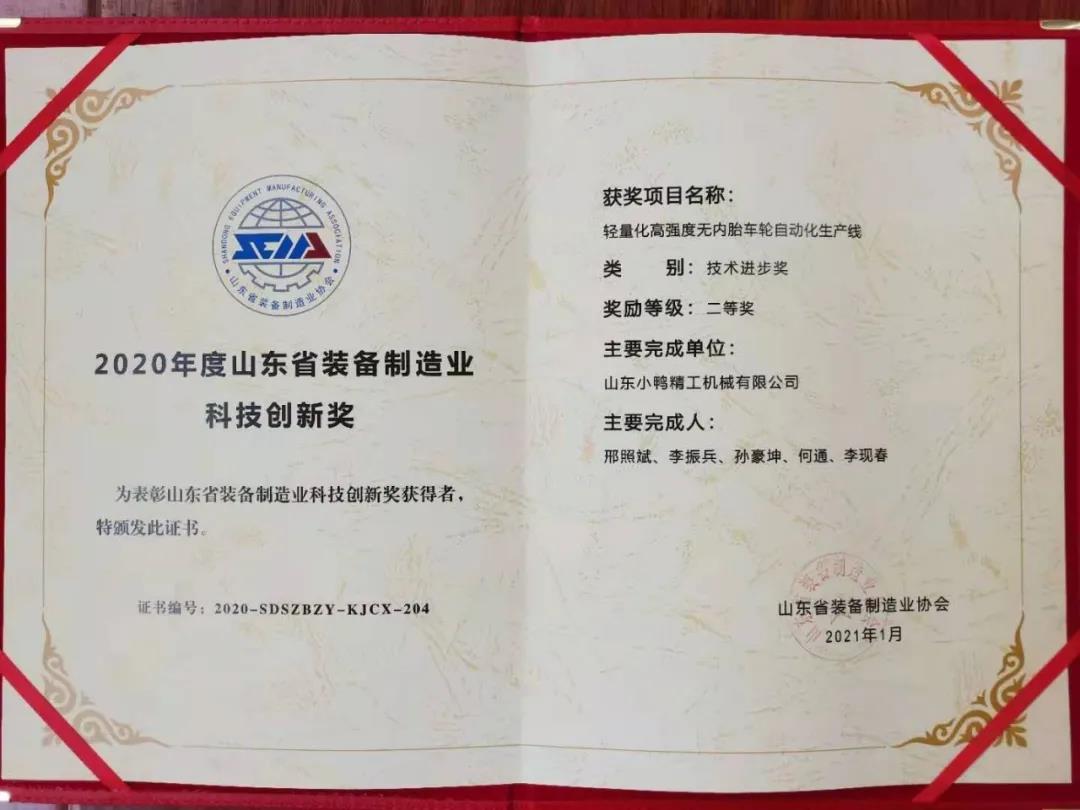 SHANDONG EQUIPMENT MANUFACTURING ASSOCIATION
SEMA
山东省装备制造业协会
2020年度山东省装备制造业
科技创新奖
为表彰山东省装备制造业科技创新奖获得者，
特颁发此证书。
证书编号：2020-SDSZBZY-KJCX-204
获奖项目名称：
轻量化高强度无内胎车轮自动化生产线
类 别：技术进步奖
奖励等级：二等奖
主要完成单位：
山东小鸭精工机械有限公司
主要完成人：
邢照斌、李振兵、孙豪坤、何通、李现春
山东省装备制造业协会
2021年1月